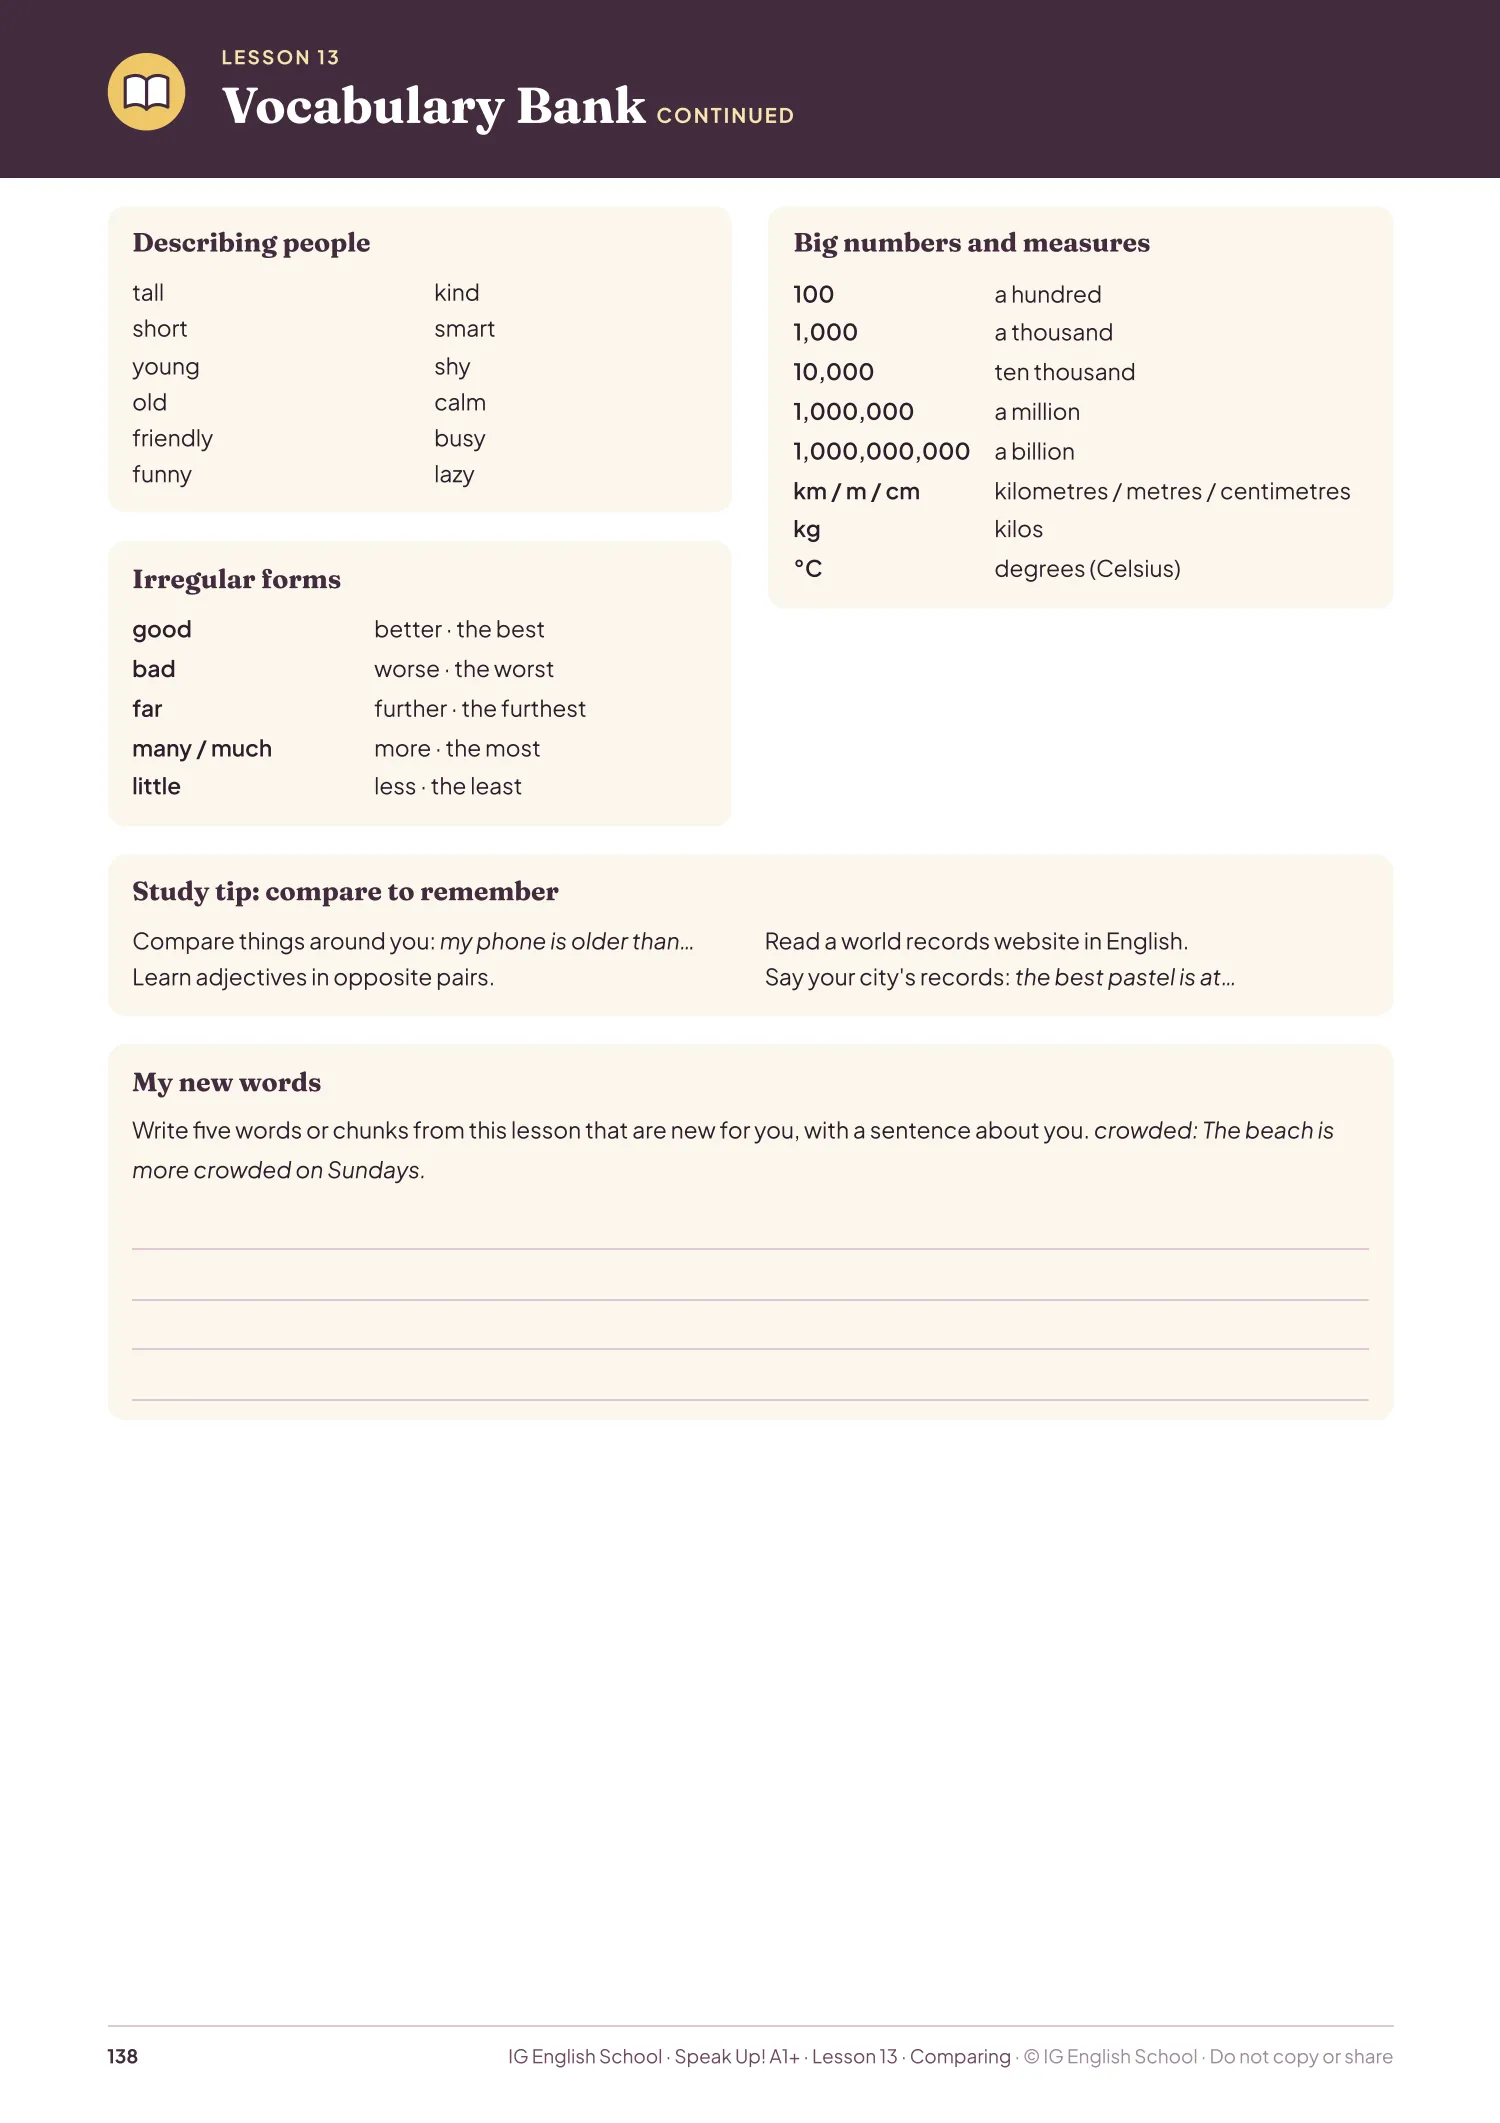 LESSON 13
Vocabulary Bank CONTINUED
Describing people
tall kind
short smart
young shy
old calm
friendly busy
funny lazy
Irregular forms
good better · the best
bad worse · the worst
far further · the furthest
many / much more · the most
little less · the least
Big numbers and measures
100 a hundred
1,000 a thousand
10,000 ten thousand
1,000,000 a million
1,000,000,000 a billion
km / m / cm kilometres / metres / centimetres
kg kilos
°C degrees (Celsius)
Study tip: compare to remember
Compare things around you: my phone is older than...
Learn adjectives in opposite pairs.
Read a world records website in English.
Say your city's records: the best pastel is at...
My new words
Write five words or chunks from this lesson that are new for you, with a sentence about you. crowded: The beach is
more crowded on Sundays.
138 IG English School · Speak Up! A1+ · Lesson 13 · Comparing · © IG English School · Do not copy or share